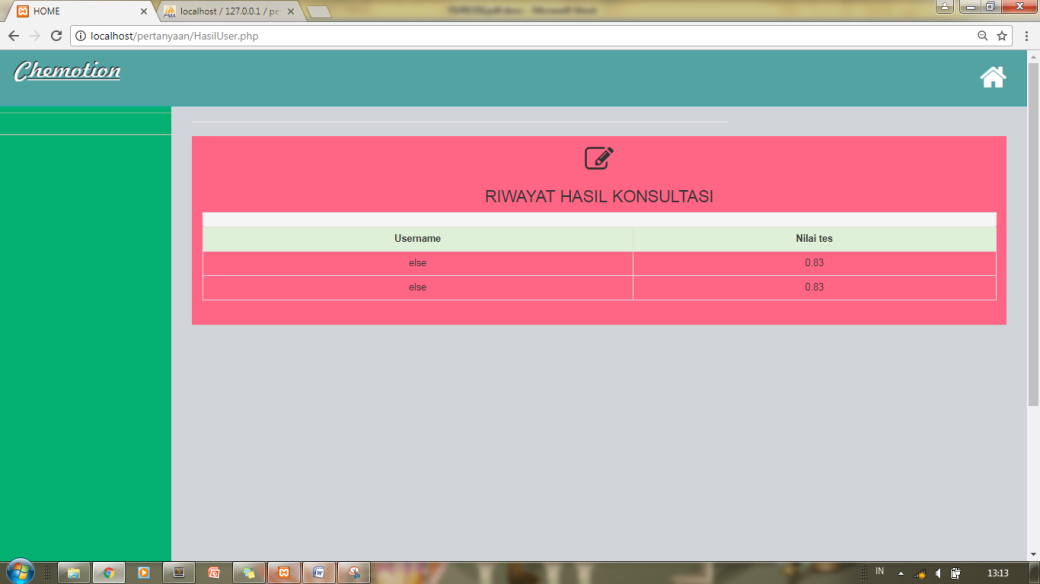 HOME
localhost / 127.0.0.1 / pe
localhost/pertanyaan/HasilUser.php
Chemotion
RIWAYAT HASIL KONSULTASI
Username Nilai tes
else 0.83
else 0.83
IN 13:13